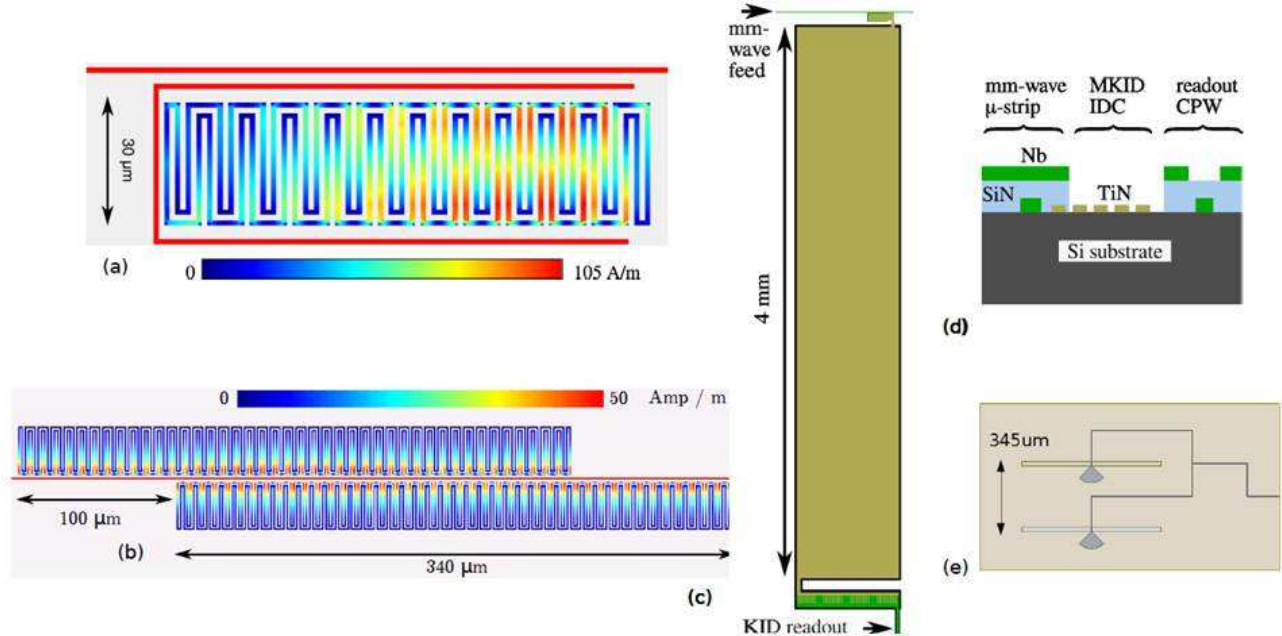 30 μm
(a)
0
105 A/m
0
50
Amp / m
100 μm
(b)
340 μm
mm-
wave
feed
4 mm
(c)
KID readout
mm-wave
μ-strip
MKID
IDC
readout
CPW
Nb
SiN
TiN
Si substrate
(d)
345um
(e)